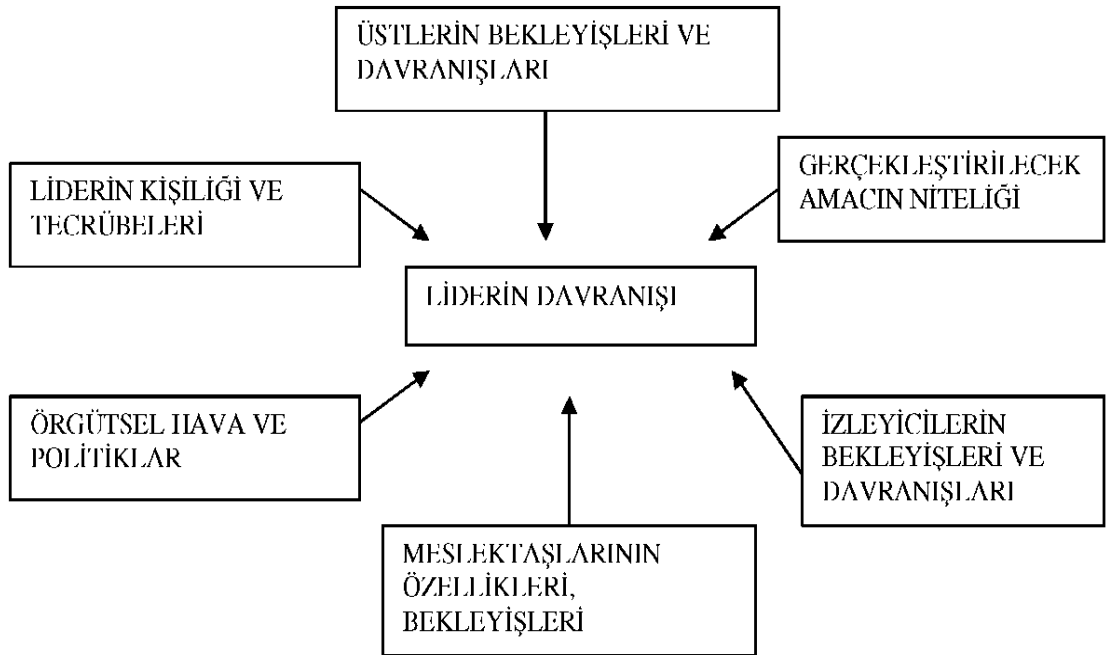 ÜSTLERİN BEKLEYİŞLERİ VE
DAVRANIŞLARI
LİDERİN KİŞİLİĞİ VE
TECRÜBELERİ
GERÇEKLEŞTİRİLECEK
AMACIN NİTELİĞİ
LİDERİN DAVRANIŞI
ÖRGÜTSEL HAVA VE
POLİTİKLAR
İZLEYİCİLERİN
BEKLEYİŞLERİ VE
DAVRANIŞLARI
MESLEKTAŞLARININ
ÖZELLİKLERİ,
BEKLEYİŞLERİ